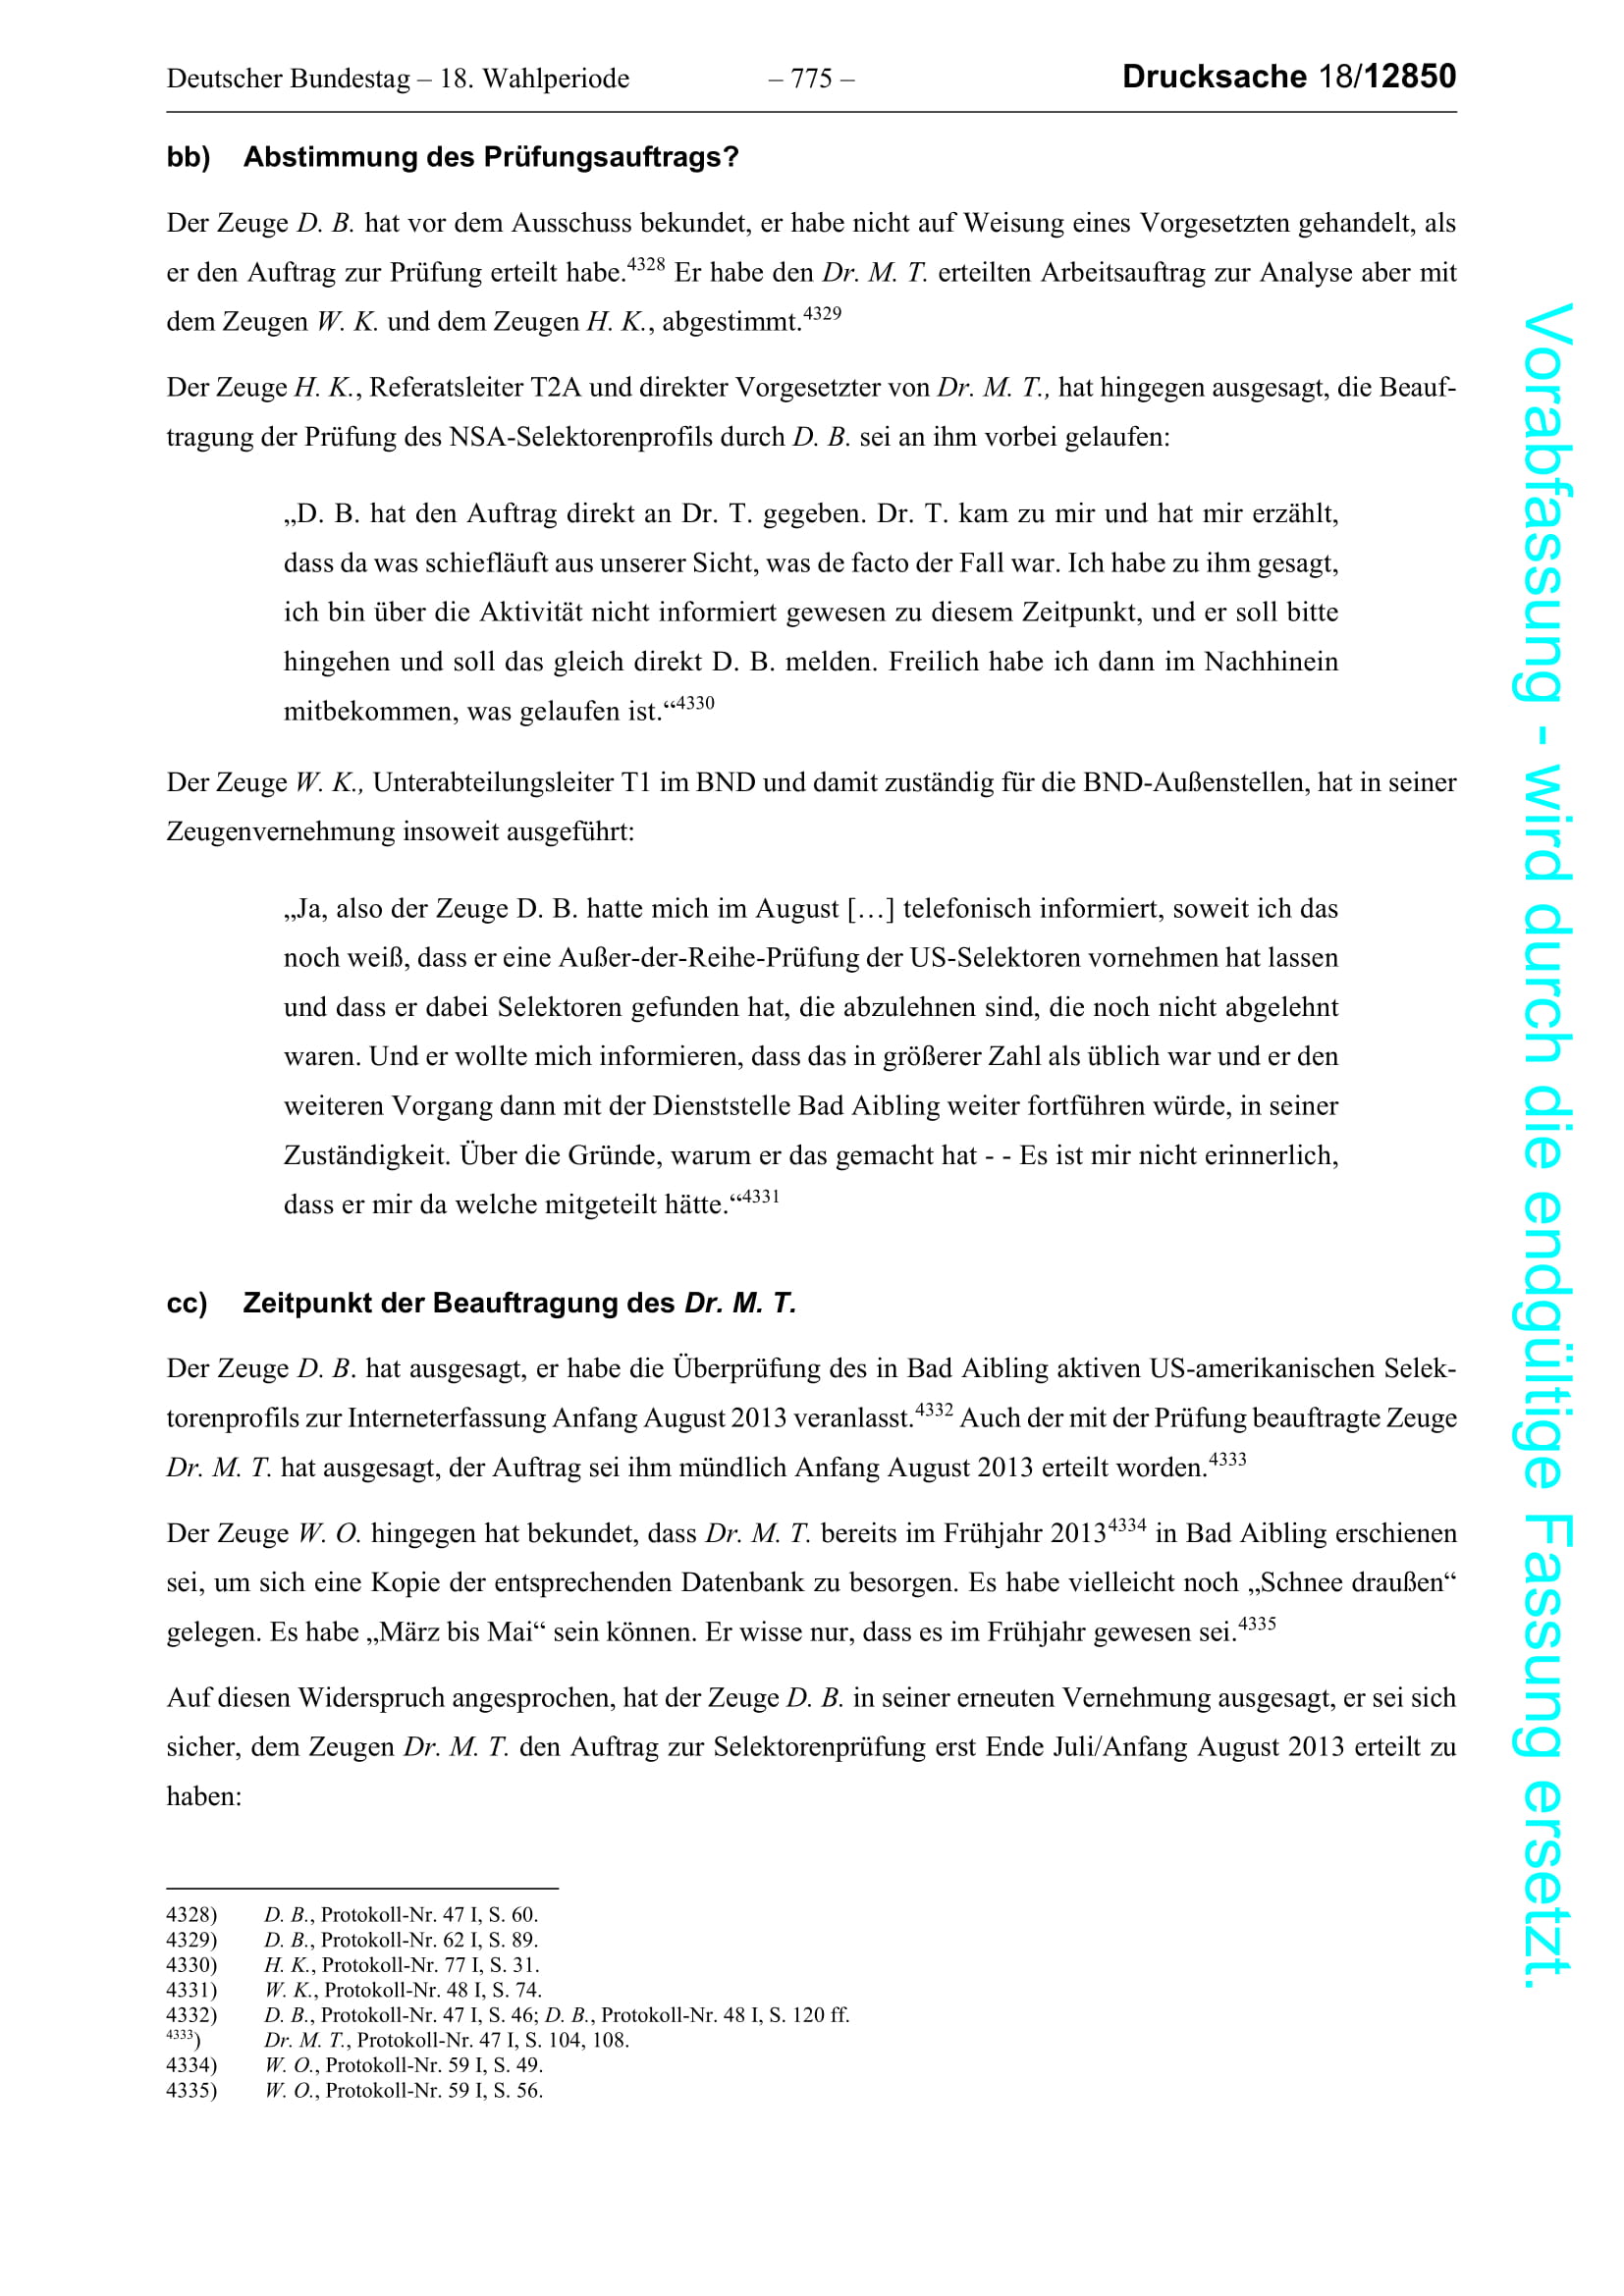 Deutscher Bundestag – 18. Wahlperiode – 775 – Drucksache 18/12850
bb) Abstimmung des Prüfungsauftrags?
Der Zeuge D. B. hat vor dem Ausschuss bekundet, er habe nicht auf Weisung eines Vorgesetzten gehandelt, als
er den Auftrag zur Prüfung erteilt habe.4328 Er habe den Dr. M. T. erteilten Arbeitsauftrag zur Analyse aber mit
dem Zeugen W. K. und dem Zeugen H. K., abgestimmt.4329
Der Zeuge H. K., Referatsleiter T2A und direkter Vorgesetzter von Dr. M. T., hat hingegen ausgesagt, die Beauf-
tragung der Prüfung des NSA-Selektorenprofils durch D. B. sei an ihm vorbei gelaufen:
„D. B. hat den Auftrag direkt an Dr. T. gegeben. Dr. T. kam zu mir und hat mir erzählt,
dass da was schiefläuft aus unserer Sicht, was de facto der Fall war. Ich habe zu ihm gesagt,
ich bin über die Aktivität nicht informiert gewesen zu diesem Zeitpunkt, und er soll bitte
hingehen und soll das gleich direkt D. B. melden. Freilich habe ich dann im Nachhinein
mitbekommen, was gelaufen ist.“4330
Der Zeuge W. K., Unterabteilungsleiter T1 im BND und damit zuständig für die BND-Außenstellen, hat in seiner
Zeugenvernehmung insoweit ausgeführt:
„Ja, also der Zeuge D. B. hatte mich im August […] telefonisch informiert, soweit ich das
noch weiß, dass er eine Außer-der-Reihe-Prüfung der US-Selektoren vornehmen hat lassen
und dass er dabei Selektoren gefunden hat, die abzulehnen sind, die noch nicht abgelehnt
waren. Und er wollte mich informieren, dass das in größerer Zahl als üblich war und er den
weiteren Vorgang dann mit der Dienststelle Bad Aibling weiter fortführen würde, in seiner
Zuständigkeit. Über die Gründe, warum er das gemacht hat - - Es ist mir nicht erinnerlich,
dass er mir da welche mitgeteilt hätte.“4331
cc) Zeitpunkt der Beauftragung des Dr. M. T.
Der Zeuge D. B. hat ausgesagt, er habe die Überprüfung des in Bad Aibling aktiven US-amerikanischen Selek-
torenprofils zur Interneterfassung Anfang August 2013 veranlasst.4332 Auch der mit der Prüfung beauftragte Zeuge
Dr. M. T. hat ausgesagt, der Auftrag sei ihm mündlich Anfang August 2013 erteilt worden.4333
Der Zeuge W. O. hingegen hat bekundet, dass Dr. M. T. bereits im Frühjahr 20134334 in Bad Aibling erschienen
sei, um sich eine Kopie der entsprechenden Datenbank zu besorgen. Es habe vielleicht noch „Schnee draußen“
gelegen. Es habe „März bis Mai“ sein können. Er wisse nur, dass es im Frühjahr gewesen sei.4335
Auf diesen Widerspruch angesprochen, hat der Zeuge D. B. in seiner erneuten Vernehmung ausgesagt, er sei sich
sicher, dem Zeugen Dr. M. T. den Auftrag zur Selektorenprüfung erst Ende Juli/Anfang August 2013 erteilt zu
haben:
4328) D. B., Protokoll-Nr. 47 I, S. 60.
4329) D. B., Protokoll-Nr. 62 I, S. 89.
4330) H. K., Protokoll-Nr. 77 I, S. 31.
4331) W. K., Protokoll-Nr. 48 I, S. 74.
4332) D. B., Protokoll-Nr. 47 I, S. 46; D. B., Protokoll-Nr. 48 I, S. 120 ff.
4333) Dr. M. T., Protokoll-Nr. 47 I, S. 104, 108.
4334) W. O., Protokoll-Nr. 59 I, S. 49.
4335) W. O., Protokoll-Nr. 59 I, S. 56.
Vorabfassung - wird durch die endgültige Fassung ersetzt.